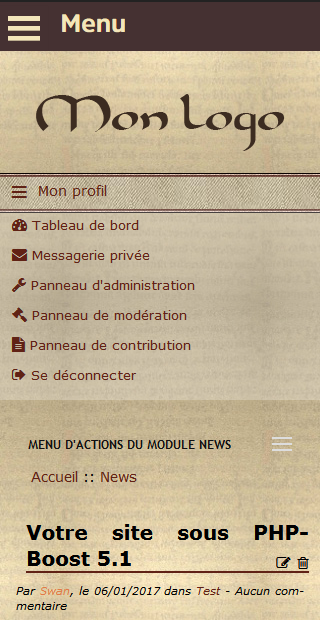 Menu
Mon Logo
Mon profil
Tableau de bord
Messagerie privée
Panneau d'administration
Panneau de modération
Panneau de contribution
Se déconnecter
MENU D'ACTIONS DU MODULE NEWS
Accueil :: News
Votre site sous PHP-
Boost 5.1
Par Swan, le 06/01/2017 dans Test - Aucun com-
mentaire